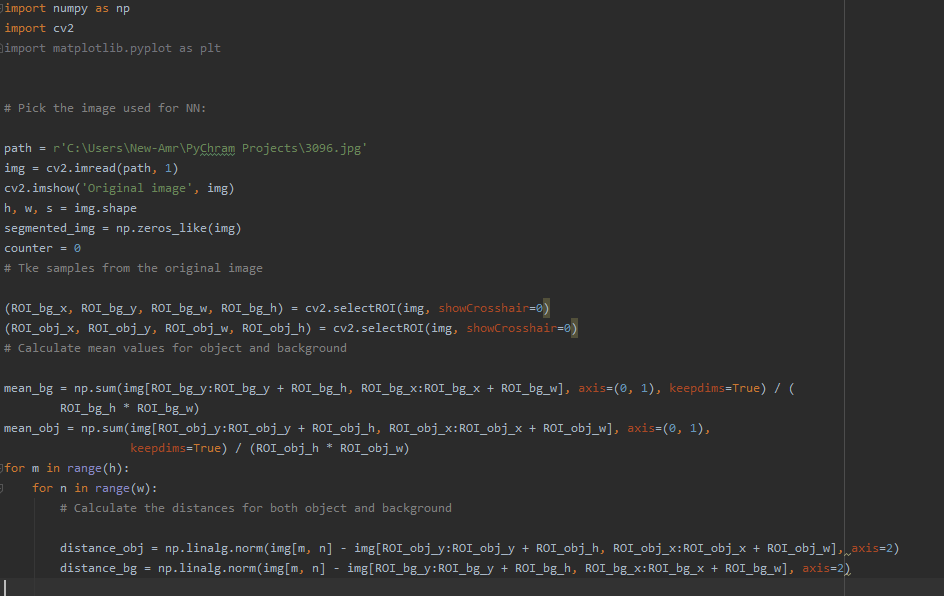 import numpy as np
import cv2
import matplotlib.pyplot as plt
# Pick the image used for NN:
path = r'C:\Users\New-Amr\PyChram Projects\3096.jpg'
img = cv2.imread(path, 1)
cv2.imshow('Original image', img)
h, w, s = img.shape
segmented_img = np.zeros_like(img)
counter = 0
# Tke samples from the original image
(ROI_bg_x, ROI_bg_y, ROI_bg_w, ROI_bg_h) = cv2.selectROI(img, showCrosshair=0)
(ROI_obj_x, ROI_obj_y, ROI_obj_w, ROI_obj_h) = cv2.selectROI(img, showCrosshair=0)
# Calculate mean values for object and background
mean_bg = np.sum(img[ROI_bg_y:ROI_bg_y + ROI_bg_h, ROI_bg_x:ROI_bg_x + ROI_bg_w], axis=(0, 1), keepdims=True) / (
        ROI_bg_h * ROI_bg_w)
mean_obj = np.sum(img[ROI_obj_y:ROI_obj_y + ROI_obj_h, ROI_obj_x:ROI_obj_x + ROI_obj_w], axis=(0, 1),
                  keepdims=True) / (ROI_obj_h * ROI_obj_w)
for m in range(h):
    for n in range(w):
        # Calculate the distances for both object and background
        distance_obj = np.linalg.norm(img[m, n] - img[ROI_obj_y:ROI_obj_y + ROI_obj_h, ROI_obj_x:ROI_obj_x + ROI_obj_w], axis=2)
        distance_bg = np.linalg.norm(img[m, n] - img[ROI_bg_y:ROI_bg_y + ROI_bg_h, ROI_bg_x:ROI_bg_x + ROI_bg_w], axis=2)